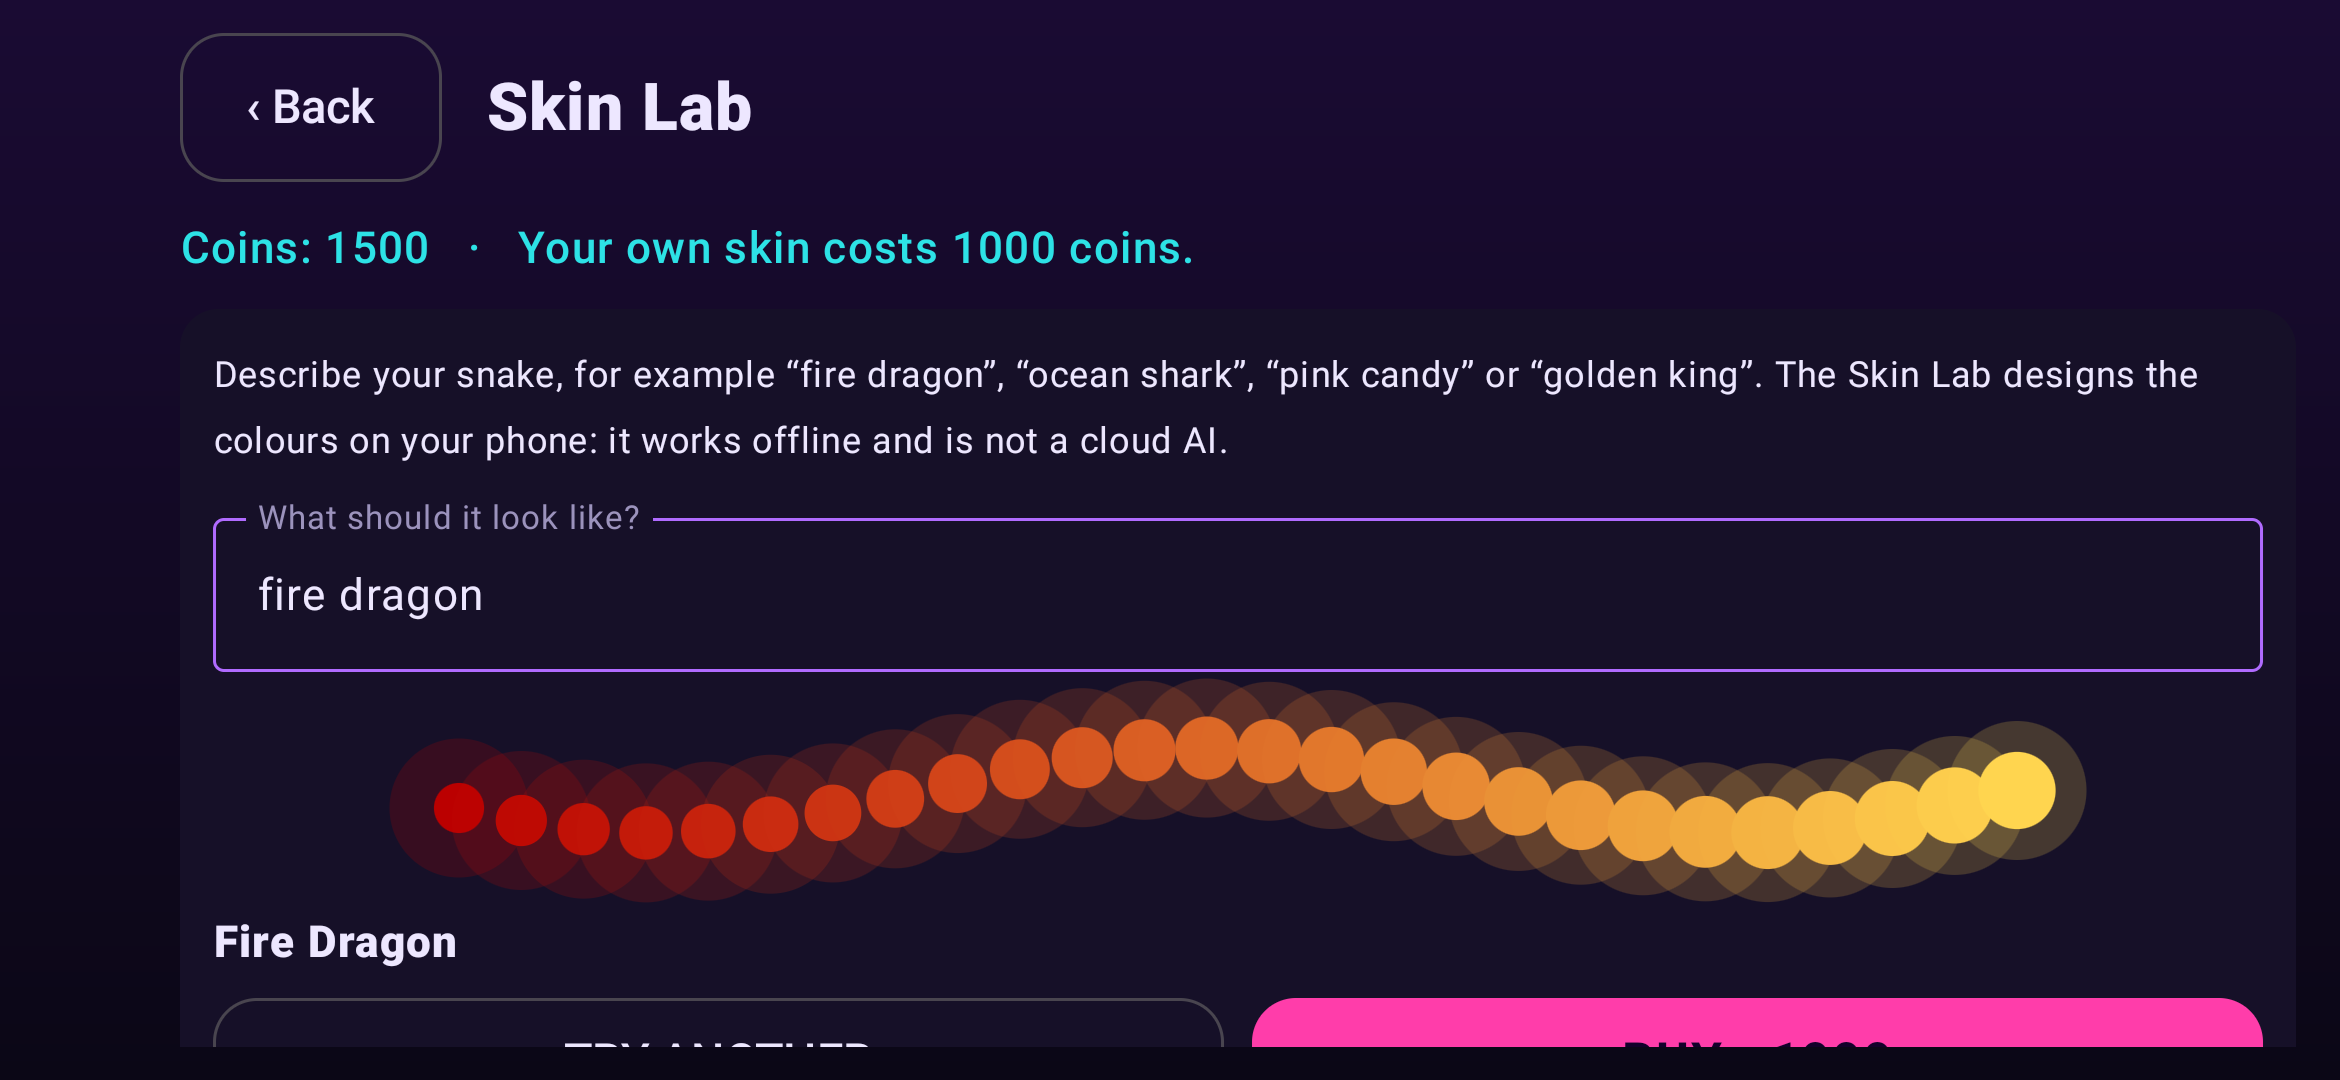 ‹ Back
Skin Lab
Coins: 1500 · Your own skin costs 1000 coins.
Describe your snake, for example “fire dragon”, “ocean shark”, “pink candy” or “golden king”. The Skin Lab designs the
colours on your phone: it works offline and is not a cloud AI.
What should it look like?
fire dragon
Fire Dragon